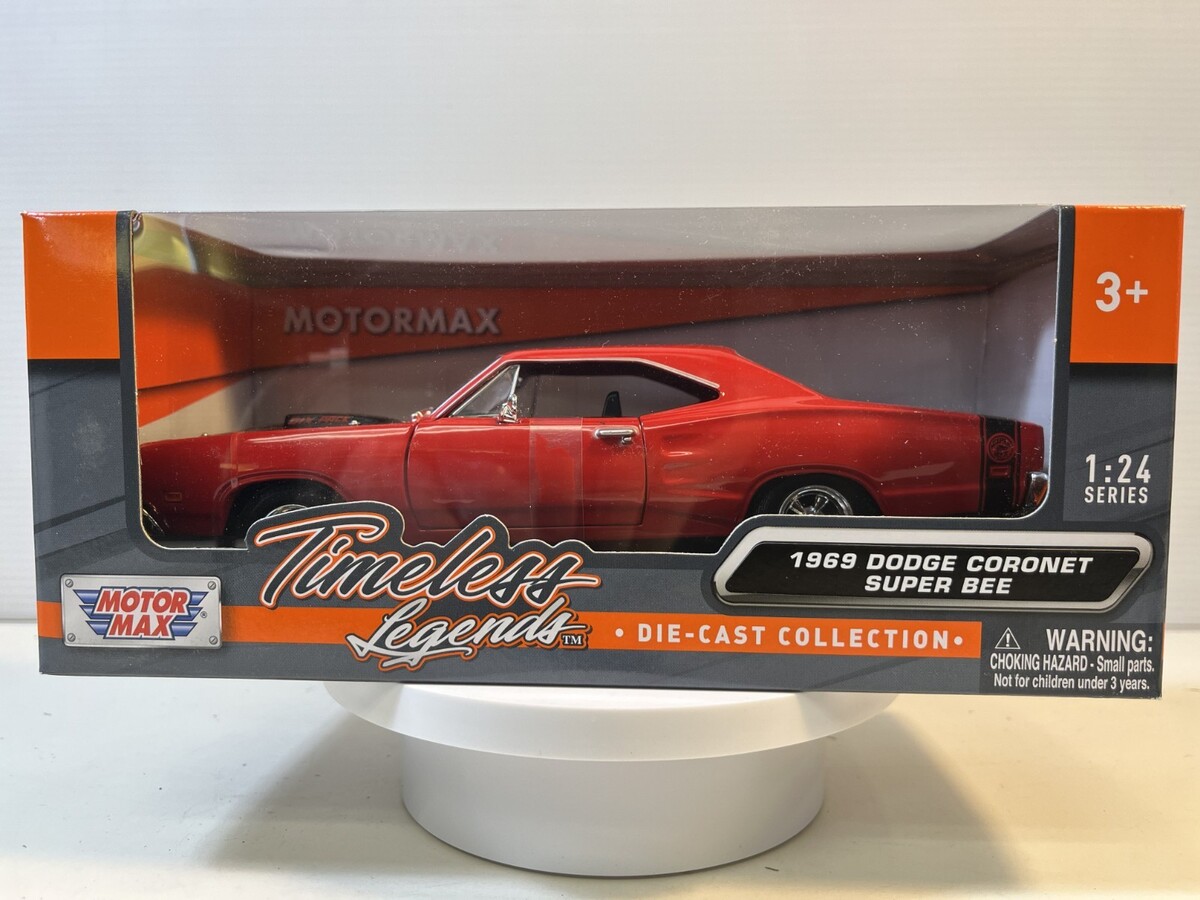 MOTORMAX
3+
1:24
SERIES
Timeless
Legends™
1969 DODGE CORONET
SUPER BEE
MOTOR
MAX®
• DIE-CAST COLLECTION •
WARNING:
CHOKING HAZARD - Small parts.
Not for children under 3 years.